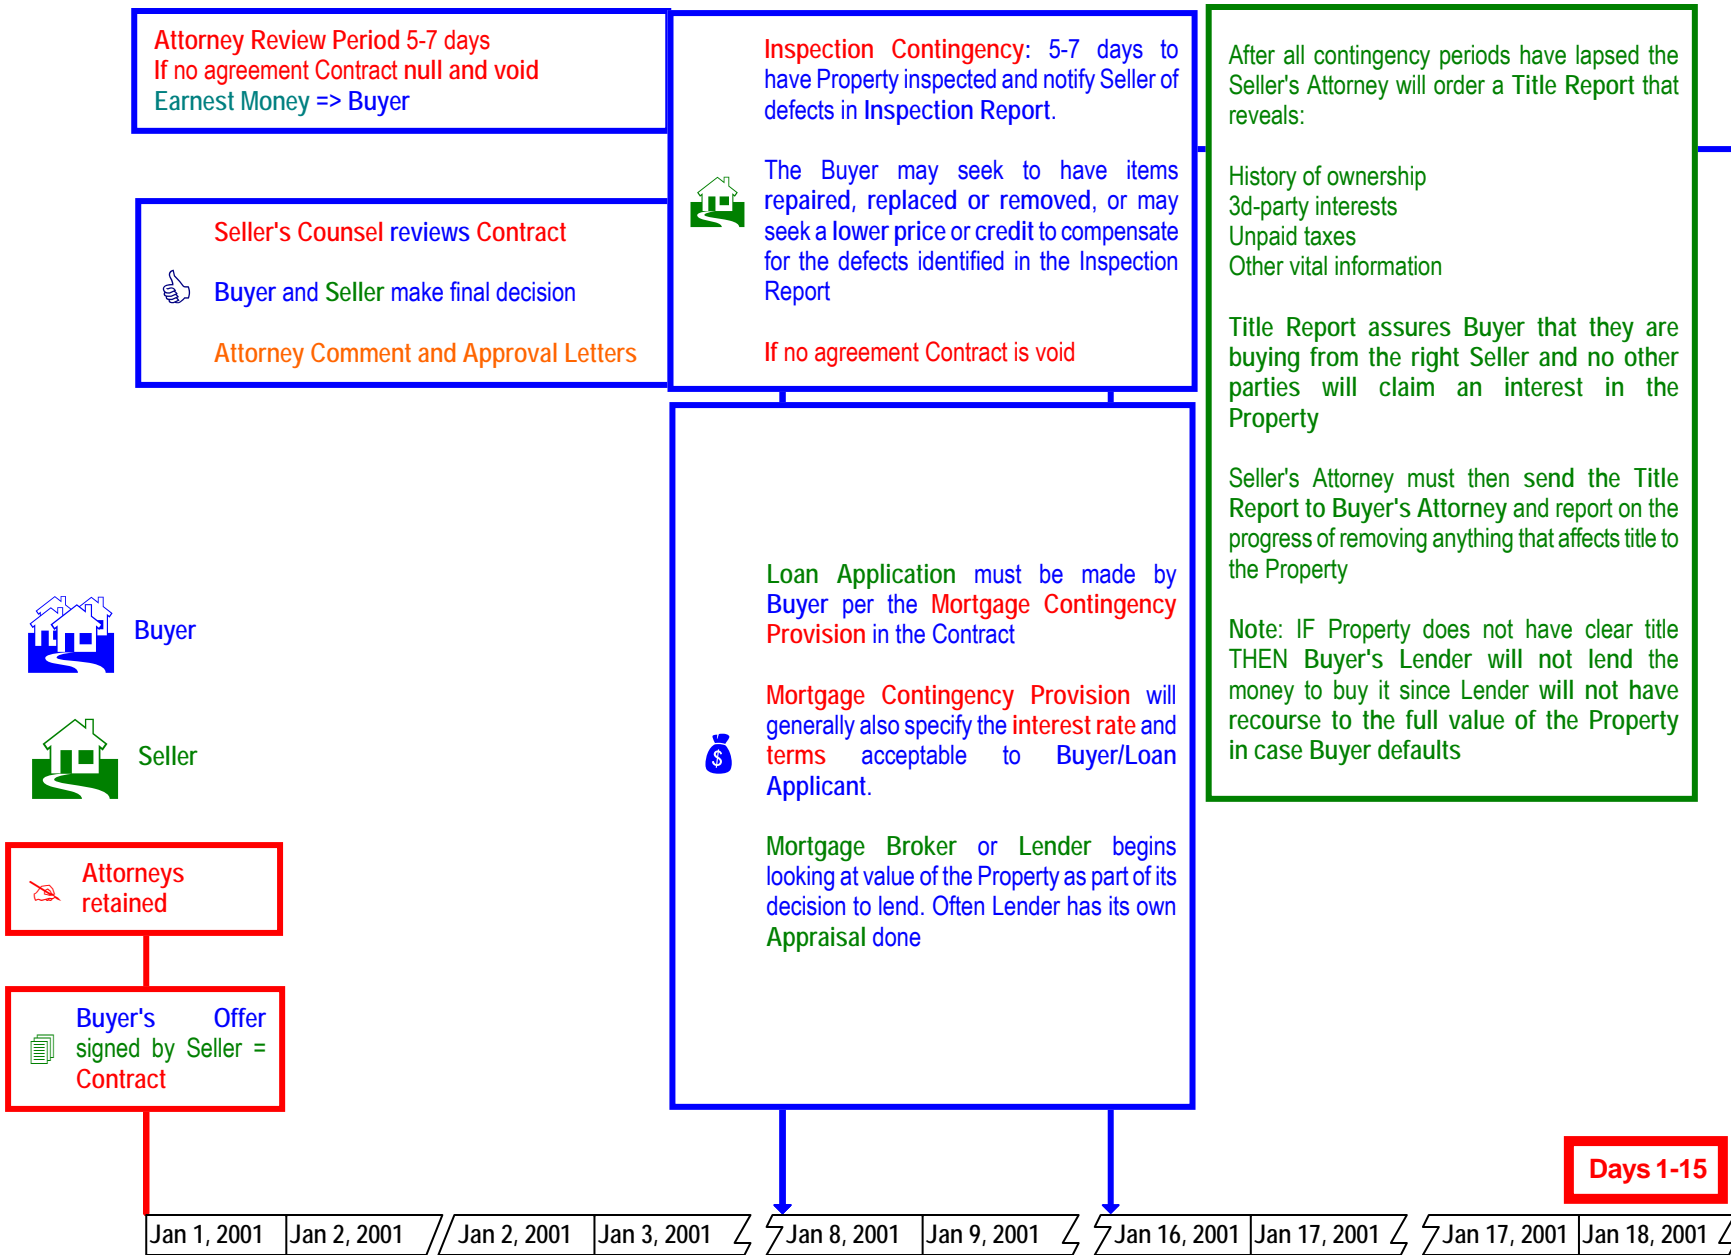 Attorney Review Period 5-7 days
If no agreement Contract null and void
Earnest Money => Buyer
Seller's Counsel reviews Contract
Buyer and Seller make final decision
Attorney Comment and Approval Letters
Inspection Contingency: 5-7 days to
have Property inspected and notify Seller of
defects in Inspection Report.
The Buyer may seek to have items
repaired, replaced or removed, or may
seek a lower price or credit to compensate
for the defects identified in the Inspection
Report
If no agreement Contract is void
Loan Application must be made by
Buyer per the Mortgage Contingency
Provision in the Contract
Mortgage Contingency Provision will
generally also specify the interest rate and
terms acceptable to Buyer/Loan
Applicant.
$
Mortgage Broker or Lender begins
looking at value of the Property as part of its
decision to lend. Often Lender has its own
Appraisal done
After all contingency periods have lapsed the
Seller's Attorney will order a Title Report that
reveals:
History of ownership
3d-party interests
Unpaid taxes
Other vital information
Title Report assures Buyer that they are
buying from the right Seller and no other
parties will claim an interest in the
Property
Seller's Attorney must then send the Title
Report to Buyer's Attorney and report on the
progress of removing anything that affects title to
the Property
Note: IF Property does not have clear title
THEN Buyer's Lender will not lend the
money to buy it since Lender will not have
recourse to the full value of the Property
in case Buyer defaults
Buyer
Seller
Attorneys
retained
Buyer's Offer
signed by Seller =
Contract
Days 1-15
Jan 1, 2001 Jan 2, 2001 Jan 2, 2001 Jan 3, 2001 Jan 8, 2001 Jan 9, 2001 Jan 16, 2001 Jan 17, 2001 Jan 17, 2001 Jan 18, 2001